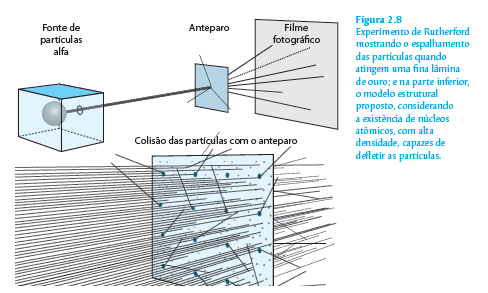 Fonte de
partículas
alfa
Anteparo
Filme
fotográfico
Colisão das partículas com o anteparo
Figura 2.8
Experimento de Rutherford
mostrando o espalhamento
das partículas quando
atingem uma fina lâmina
de ouro; e na parte inferior,
o modelo estrutural
proposto, considerando
a existência de núcleos
atômicos, com alta
densidade, capazes de
defletir as partículas.